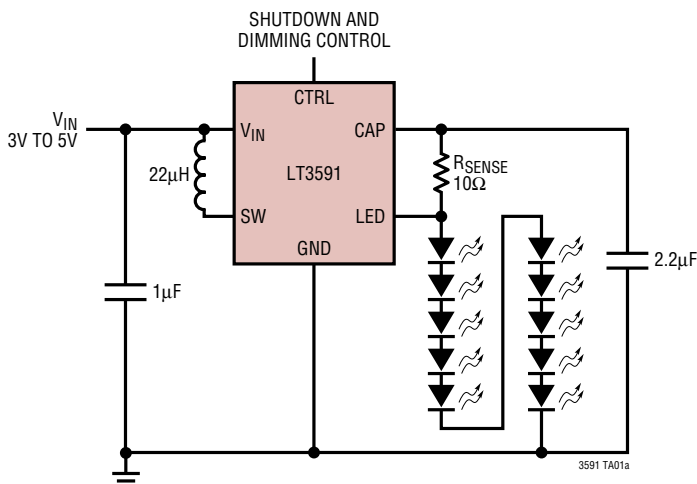 SHUTDOWN AND
DIMMING CONTROL
CTRL
VIN
3V TO 5V
VIN
CAP
RSENSE
10Ω
22µH
LT3591
SW
LED
GND
1µF
2.2µF
3591 TA01a